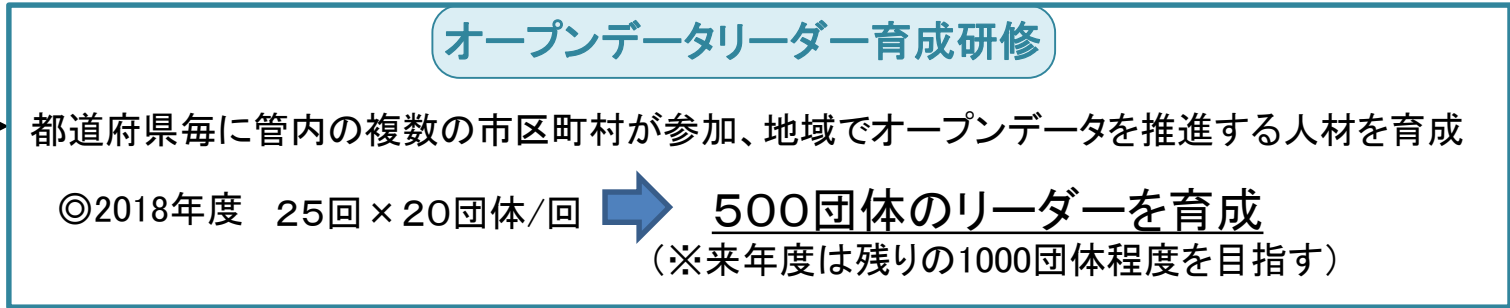 オープンデータリーダー育成研修
都道府県毎に管内の複数の市区町村が参加、地域でオープンデータを推進する人材を育成
◎2018年度 25回×20団体/回 500団体のリーダーを育成
(※来年度は残りの1000団体程度を目指す)